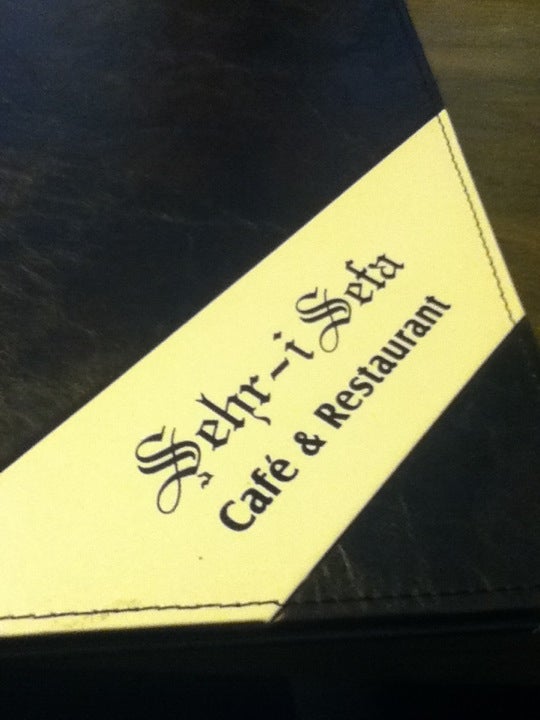 Şehr-i Sefa
Café & Restaurant